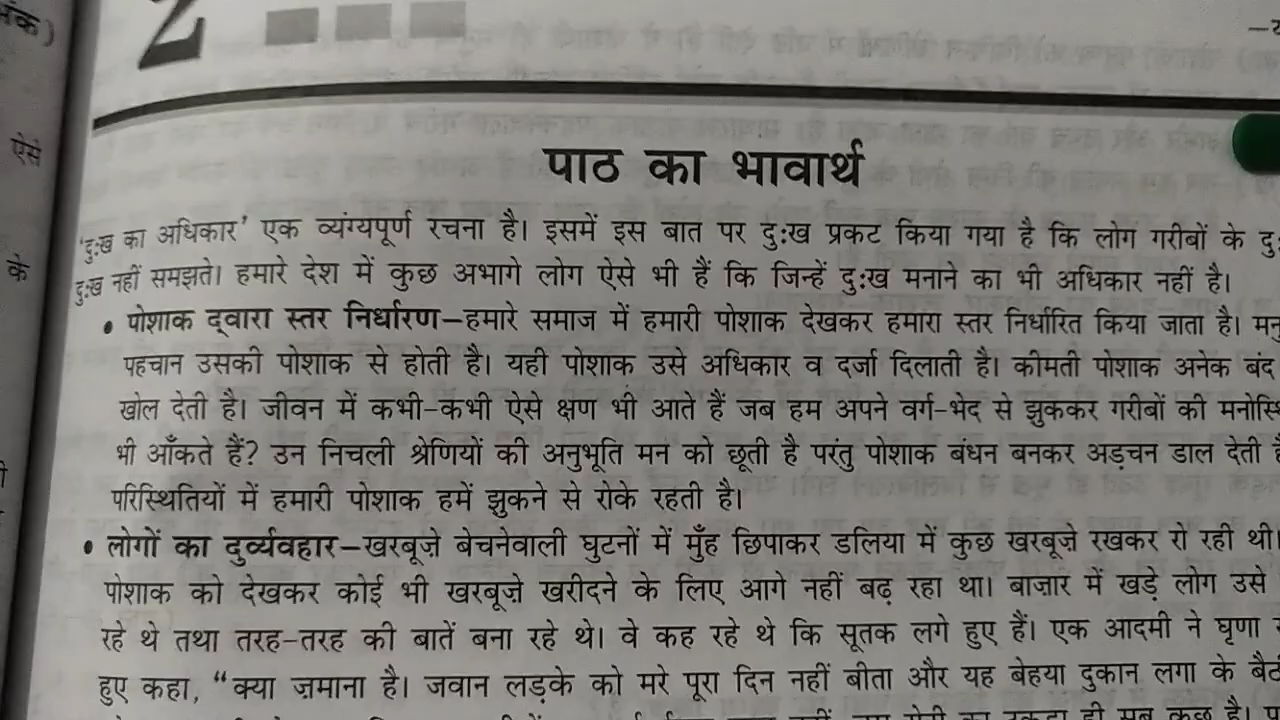 2
पाठ का भावार्थ
'दुःख का अधिकार' एक व्यंग्यपूर्ण रचना है। इसमें इस बात पर दुःख प्रकट किया गया है कि लोग गरीबों के
दुःख नहीं समझते। हमारे देश में कुछ अभागे लोग ऐसे भी हैं कि जिन्हें दुःख मनाने का भी अधिकार नहीं है।
ऐसे
के
• पोशाक द्वारा स्तर निर्धारण–हमारे समाज में हमारी पोशाक देखकर हमारा स्तर निर्धारित किया जाता है।
पहचान उसकी पोशाक से होती है। यही पोशाक उसे अधिकार व दर्जा दिलाती है। कीमती पोशाक अनेक बंद
खोल देती है। जीवन में कभी-कभी ऐसे क्षण भी आते हैं जब हम अपने वर्ग-भेद से झुककर गरीबों की
भी आँकते हैं? उन निचली श्रेणियों की अनुभूति मन को छूती है परंतु पोशाक बंधन बनकर अड़चन डाल देती
परिस्थितियों में हमारी पोशाक हमें झुकने से रोके रहती है।
• लोगों का दुर्व्यवहार–खरबूज़े बेचनेवाली घुटनों में मुँह छिपाकर डलिया में कुछ खरबूज़े रखकर रो रही थी।
पोशाक को देखकर कोई भी खरबूज़े खरीदने के लिए आगे नहीं बढ़ रहा था। बाज़ार में खड़े लोग उसे
रहे थे तथा तरह-तरह की बातें बना रहे थे। वे कह रहे थे कि सूतक लगे हुए हैं। एक आदमी ने घृणा
हुए कहा, "क्या ज़माना है। जवान लड़के को मरे पूरा दिन नहीं बीता और यह बेहया दुकान लगा के